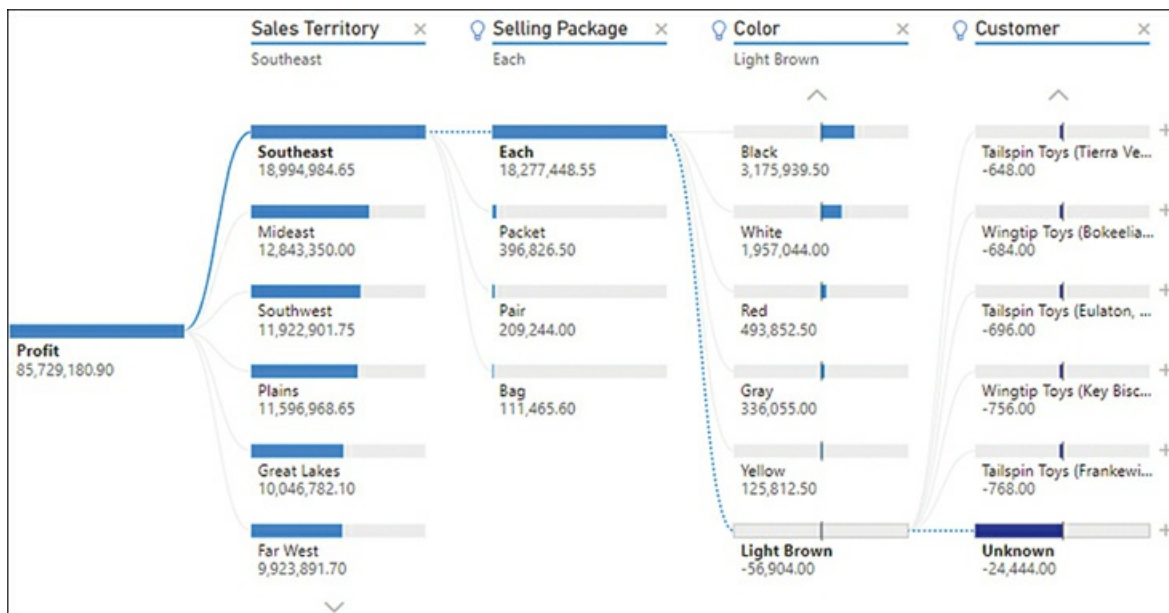 Sales Territory
Southeast
Selling Package
Each
Color
Light Brown
Customer
Profit
85,729,180.90
Southeast
18,994,984.65
Mideast
12,843,350.00
Southwest
11,922,901.75
Plains
11,596,968.65
Great Lakes
10,046,782.10
Far West
9,923,891.70
Each
18,277,448.55
Packet
396,826.50
Pair
209,244.00
Bag
111,465.60
Black
3,175,939.50
White
1,957,044.00
Red
493,852.50
Gray
336,055.00
Yellow
125,812.50
Light Brown
-56,904.00
Tailspin Toys (Tierra Ve...
-648.00
Wingtip Toys (Bokeelia...
-684.00
Tailspin Toys (Eulaton, ...
-696.00
Wingtip Toys (Key Bisc...
-756.00
Tailspin Toys (Frankewi...
-768.00
Unknown
-24,444.00